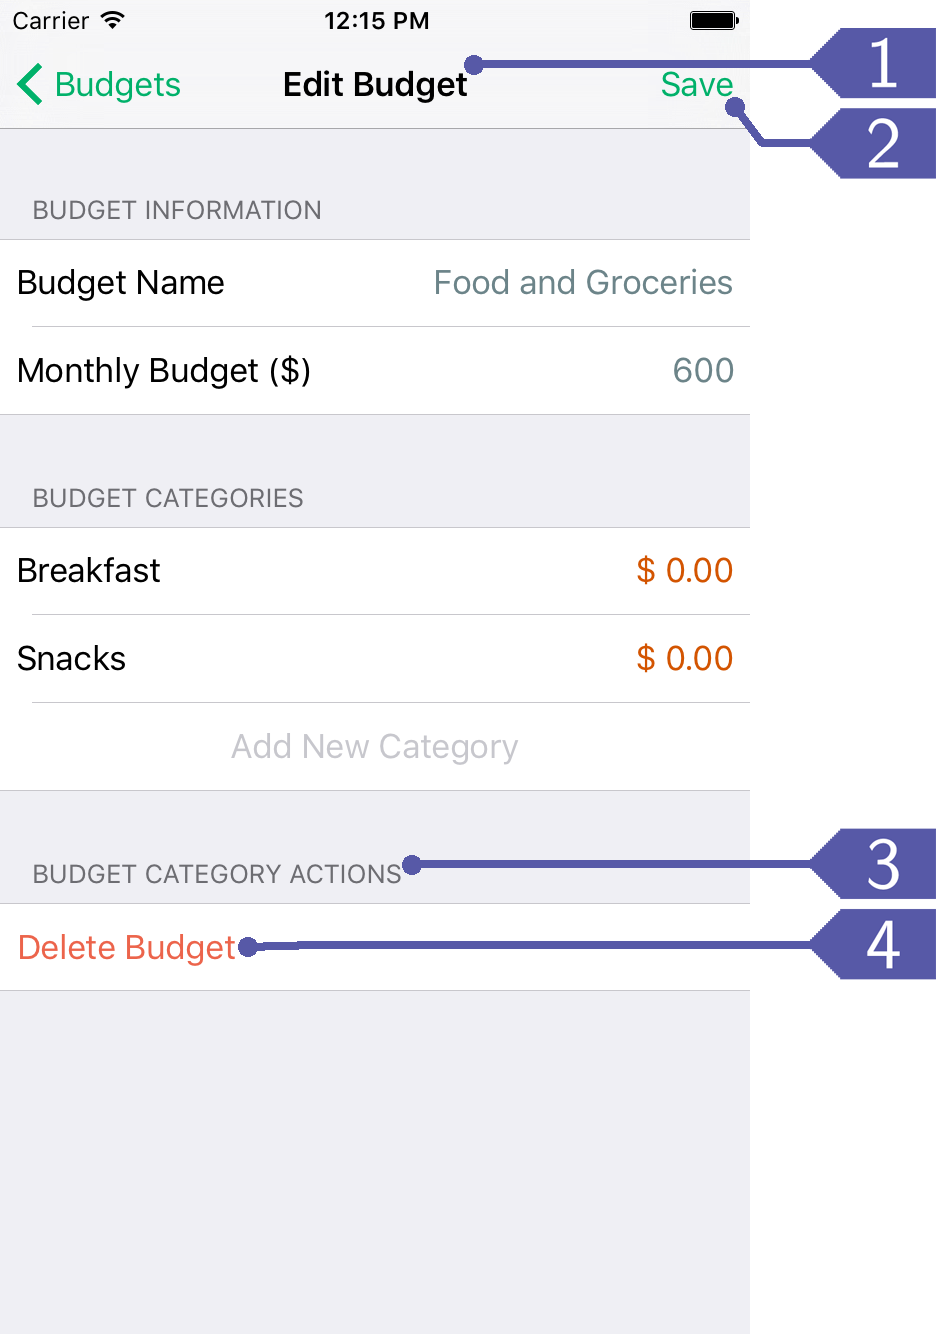 Carrier 12:15 PM
Budgets Edit Budget Save
1
2
BUDGET INFORMATION
Budget Name Food and Groceries
Monthly Budget ($) 600
BUDGET CATEGORIES
Breakfast $ 0.00
Snacks $ 0.00
Add New Category
BUDGET CATEGORY ACTIONS 3
Delete Budget 4